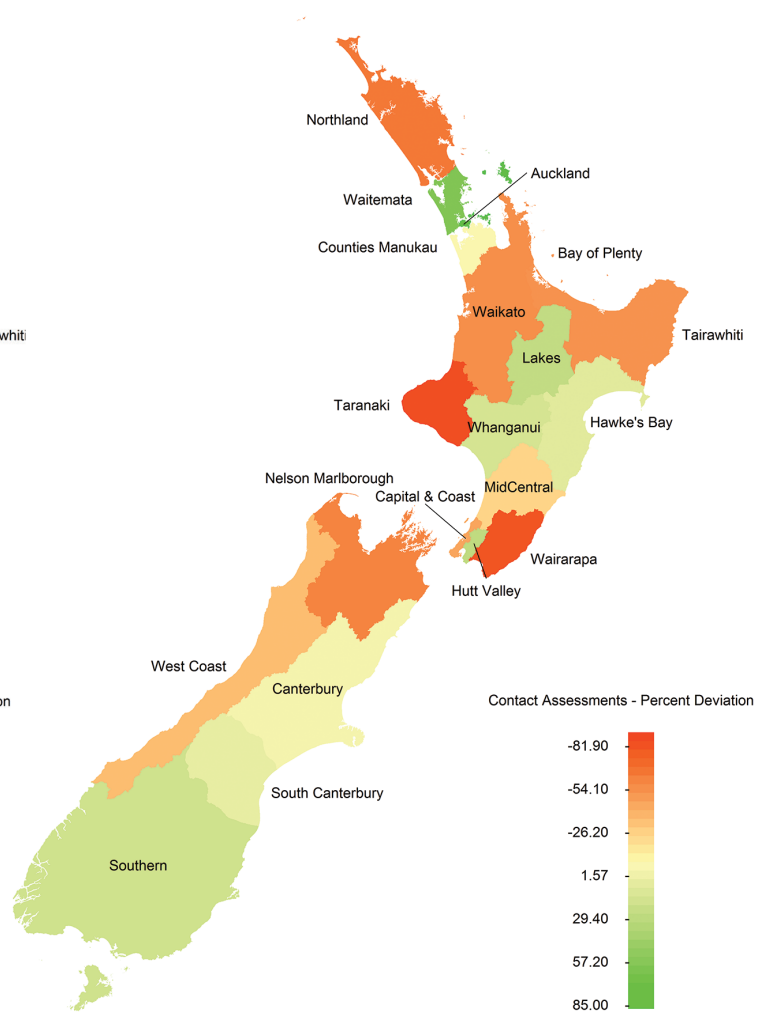 Northland
Auckland
Waitemata
Counties Manukau
Bay of Plenty
Waikato
whiti
Tairawhiti
Lakes
Taranaki
Whanganui
Hawke's Bay
Nelson Marlborough
MidCentral
Capital & Coast
Wairarapa
Hutt Valley
West Coast
Canterbury
on
Contact Assessments - Percent Deviation
-81.90
-54.10
South Canterbury
-26.20
Southern
1.57
29.40
57.20
85.00